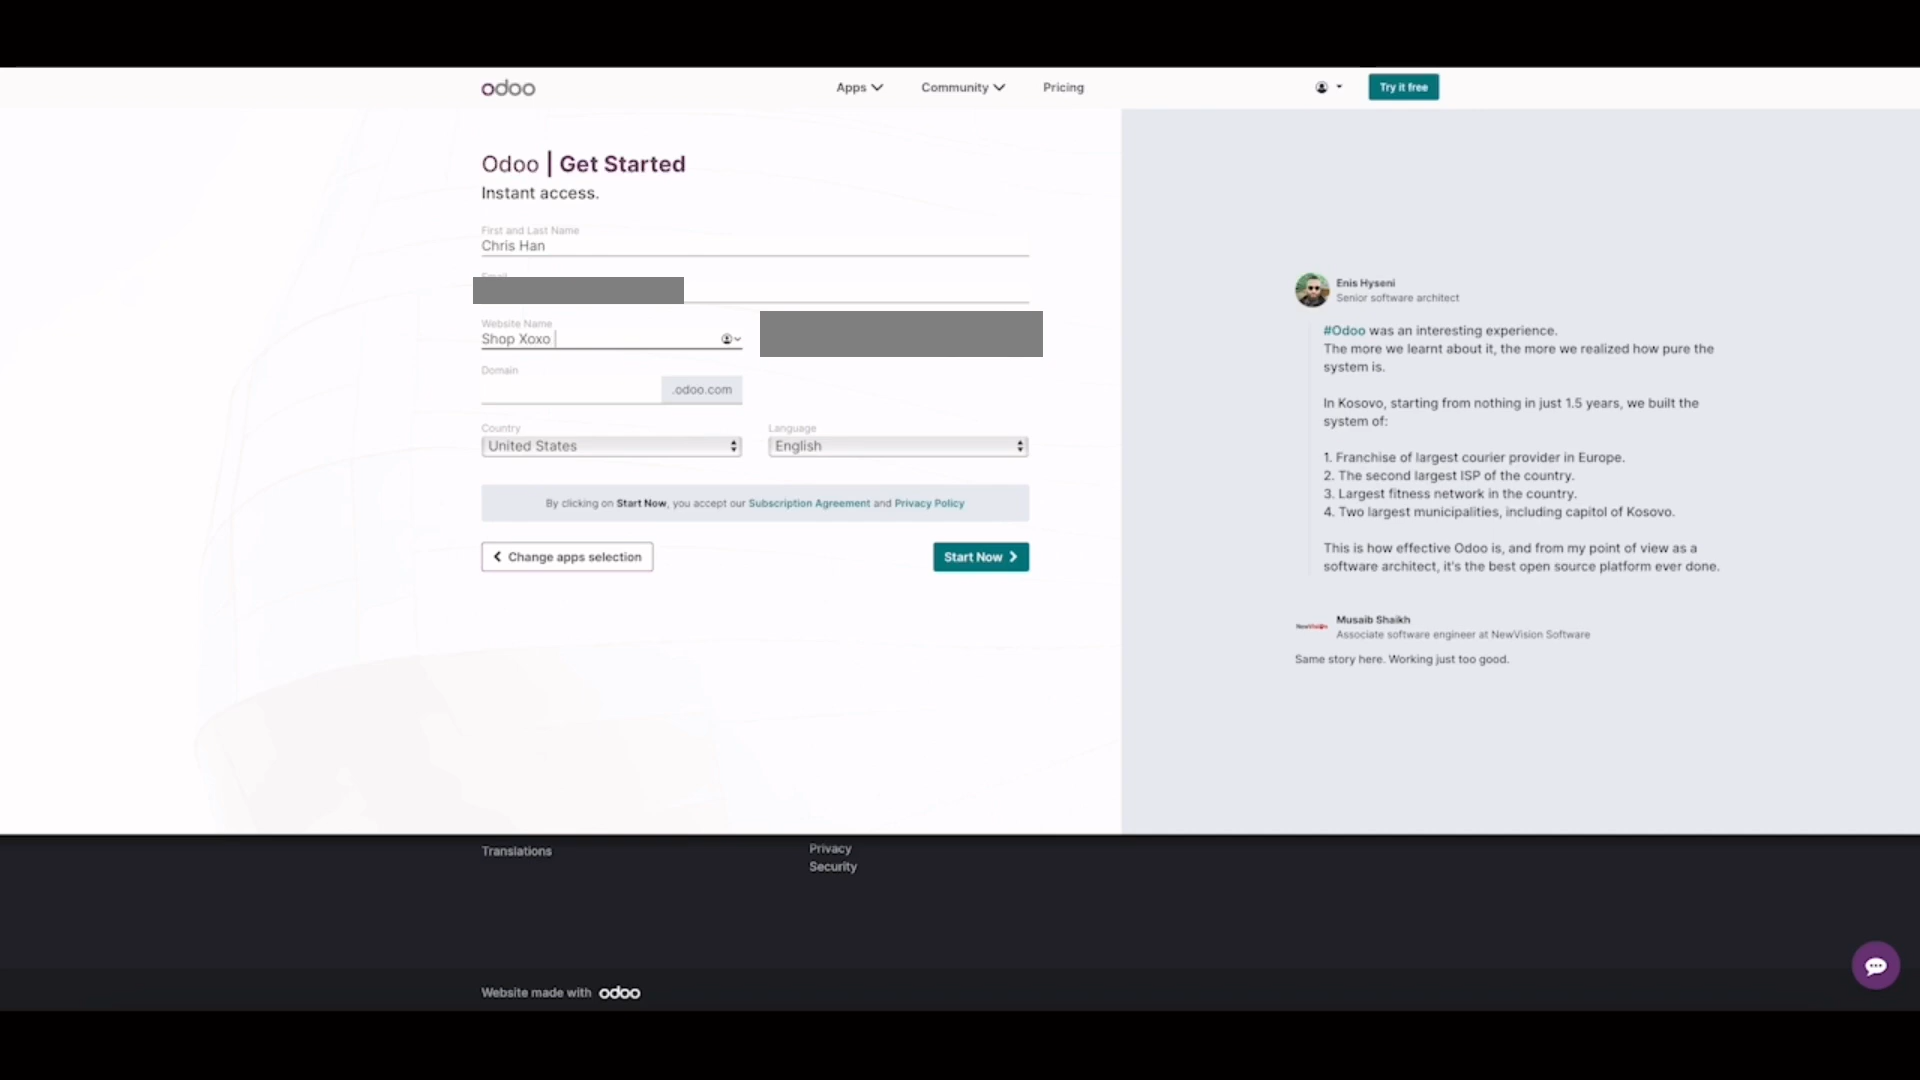 odoo
Apps
Community
Pricing
Try it free
Odoo | Get Started
Instant access.
First and Last Name
Chris Han
Email
Website Name
Shop Xoxo
Domain
.odoo.com
Country
Language
United States
English
By clicking on Start Now, you accept our Subscription Agreement and Privacy Policy
Change apps selection
Start Now
Enis Hyseni
Senior software architect
#Odoo was an interesting experience.
The more we learnt about it, the more we realized how pure the
system is.
In Kosovo, starting from nothing in just 1.5 years, we built the
system of:
1. Franchise of largest courier provider in Europe.
2. The second largest ISP of the country.
3. Largest fitness network in the country.
4. Two largest municipalities, including capitol of Kosovo.
This is how effective Odoo is, and from my point of view as a
software architect, it's the best open source platform ever done.
NewVision
Musaib Shaikh
Associate software engineer at NewVision Software
Same story here. Working just too good.
Translations
Privacy
Security
Website made with odoo